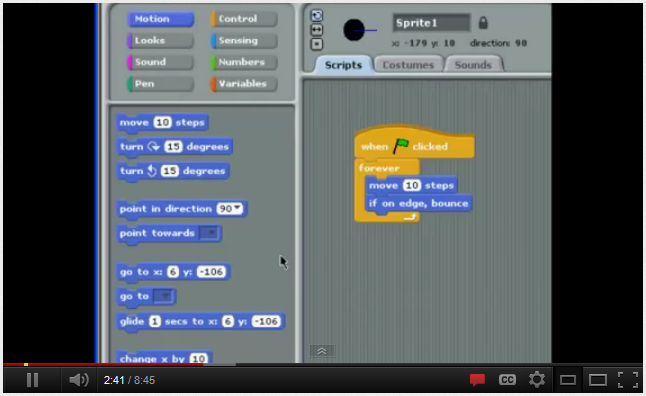 Motion Control
Looks Sensing
Sound Numbers
Pen Variables
move 10 steps
turn 15 degrees
turn 15 degrees
point in direction 90
point towards
go to x: 6 y: -106
go to
glide 1 secs to x: 6 y: -106
change x by 10
Sprite1
x: -179 y: 10 direction: 90
Scripts Costumes Sounds
when clicked
forever
move 10 steps
if on edge, bounce
2:41 / 8:45 CC